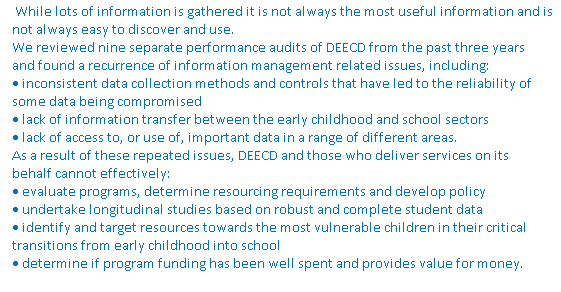 While lots of information is gathered it is not always the most useful information and is
not always easy to discover and use.
We reviewed nine separate performance audits of DEECD from the past three years
and found a recurrence of information management related issues, including:
• inconsistent data collection methods and controls that have led to the reliability of
some data being compromised
• lack of information transfer between the early childhood and school sectors
• lack of access to, or use of, important data in a range of different areas.
As a result of these repeated issues, DEECD and those who deliver services on its
behalf cannot effectively:
• evaluate programs, determine resourcing requirements and develop policy
• undertake longitudinal studies based on robust and complete student data
• identify and target resources towards the most vulnerable children in their critical
transitions from early childhood into school
• determine if program funding has been well spent and provides value for money.